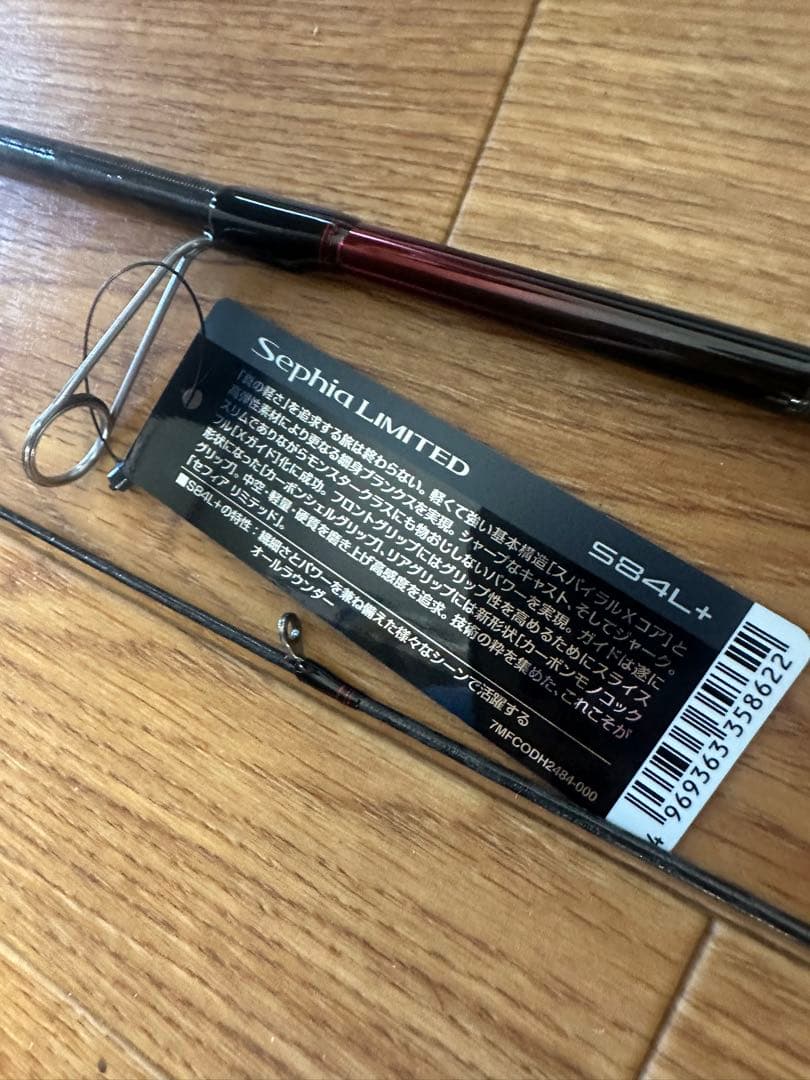 Sephia LIMITED
S84L+
「真の軽さ」を追求する旅は終わらない。軽くて強い基本構造[スパイラルXコア]と
高弾性素材により更なる細身ブランクスを実現。シャープなキャスト、そしてジャーク。
スリムでありながらモンスタークラスにも物おじしないパワーを実現。ガイドは遂に
フル[Xガイド]化に成功。フロントグリップにはグリップ性を高めるためにスライス
形状になった[カーボンシェルグリップ]、リアグリップには新形状[カーボンモノコック
グリップ]。中空・軽量・硬質を磨き上げ高感度を追求。技術の粋を集めた、これこそが
『セフィア リミテッド』。
■S84L+の特性:繊細さとパワーを兼ね備えた様々なシーンで活躍する
オールラウンダー
7MFCODH2484-000
4 969363 358622